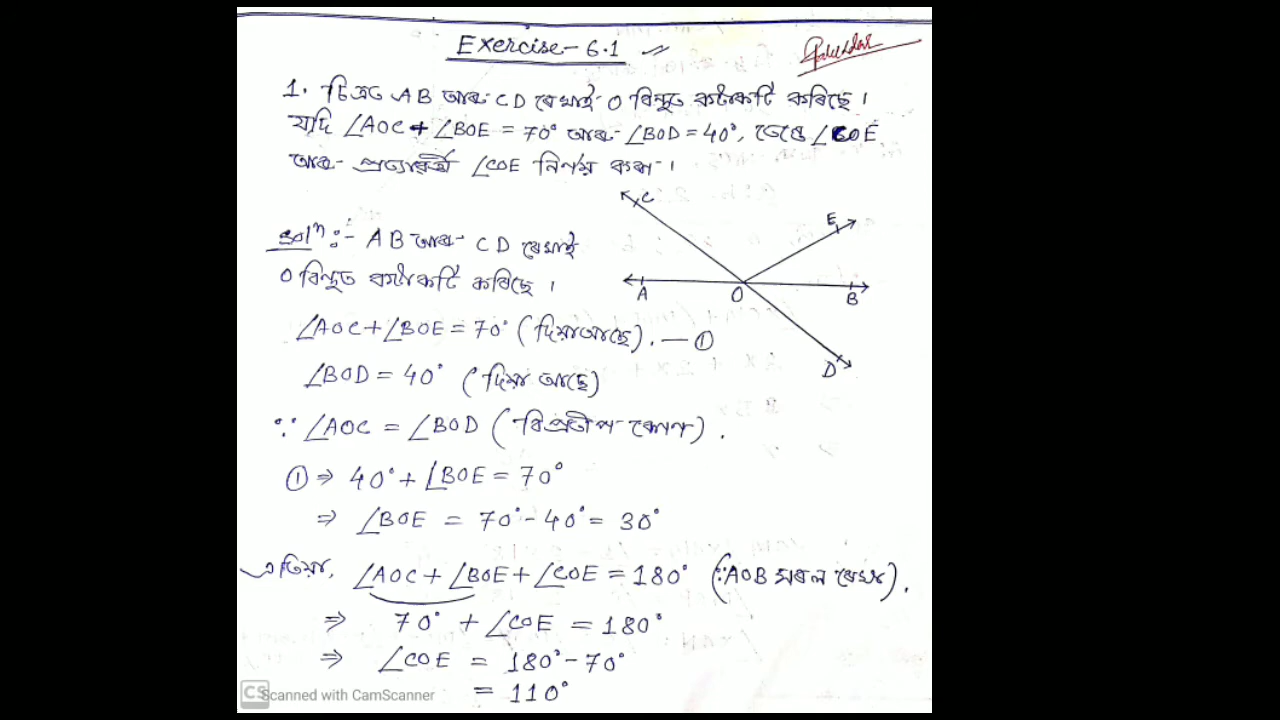 Exercise-6.1
1. চিত্ৰত AB আৰু CD ৰেখাই O বিন্দুত কটাকটি কৰিছে।
যদি ∠AOC + ∠BOE = 70° আৰু ∠BOD = 40°, তেন্তে ∠BOE
আৰু প্ৰত্যাৱৰ্তী ∠COE নিৰ্ণয় কৰা।
C
E
A
O
B
D
Solⁿ :- AB আৰু CD ৰেখাই
O বিন্দুত কটাকটি কৰিছে।
∠AOC + ∠BOE = 70° (দিয়া আছে). — ①
∠BOD = 40° (দিয়া আছে)
∵ ∠AOC = ∠BOD (বিপ্ৰতীপ কোণ).
① ⇒ 40° + ∠BOE = 70°
⇒ ∠BOE = 70° - 40° = 30°
এতিয়া, ∠AOC + ∠BOE + ∠COE = 180° (∵AOB সৰল ৰেখা).
⇒ 70° + ∠COE = 180°
⇒ ∠COE = 180° - 70°
= 110°
CS Scanned with CamScanner